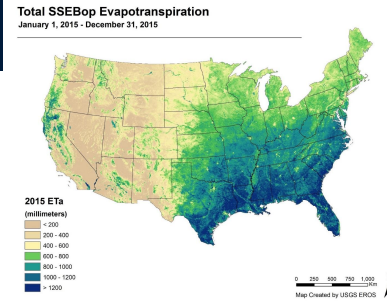 Total SSEBop Evapotranspiration
January 1, 2015 - December 31, 2015
2015 ETa
(millimeters)
< 200
200 - 400
400 - 600
600 - 800
800 - 1000
1000 - 1200
> 1200
0 250 500 750 1,000
Km
Map Created by USGS EROS